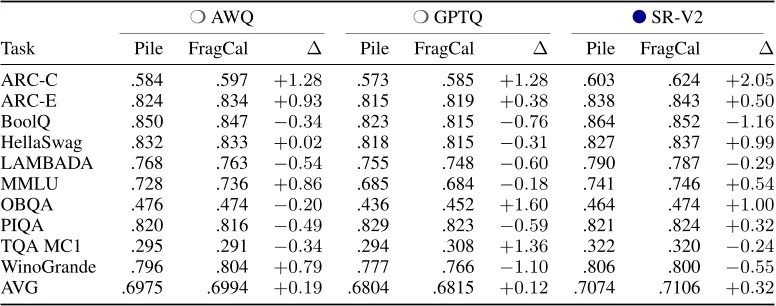 AWQ GPTQ SR-V2
Task Pile FragCal Δ Pile FragCal Δ Pile FragCal Δ
ARC-C .584 .597 +1.28 .573 .585 +1.28 .603 .624 +2.05
ARC-E .824 .834 +0.93 .815 .819 +0.38 .838 .843 +0.50
BoolQ .850 .847 −0.34 .823 .815 −0.76 .864 .852 -1.16
HellaSwag .832 .833 +0.02 .818 .815 −0.31 .827 .837 +0.99
LAMBADA .768 .763 −0.54 .755 .748 −0.60 .790 .787 −0.29
MMLU .728 .736 +0.86 .685 .684 −0.18 .741 .746 +0.54
OBQA .476 .474 −0.20 .436 .452 +1.60 .464 .474 +1.00
PIQA .820 .816 −0.49 .829 .823 −0.59 .821 .824 +0.32
TQA MC1 .295 .291 −0.34 .294 .308 +1.36 .322 .320 −0.24
WinoGrande .796 .804 +0.79 .777 .766 −1.10 .806 .800 −0.55
AVG .6975 .6994 +0.19 .6804 .6815 +0.12 .7074 .7106 +0.32